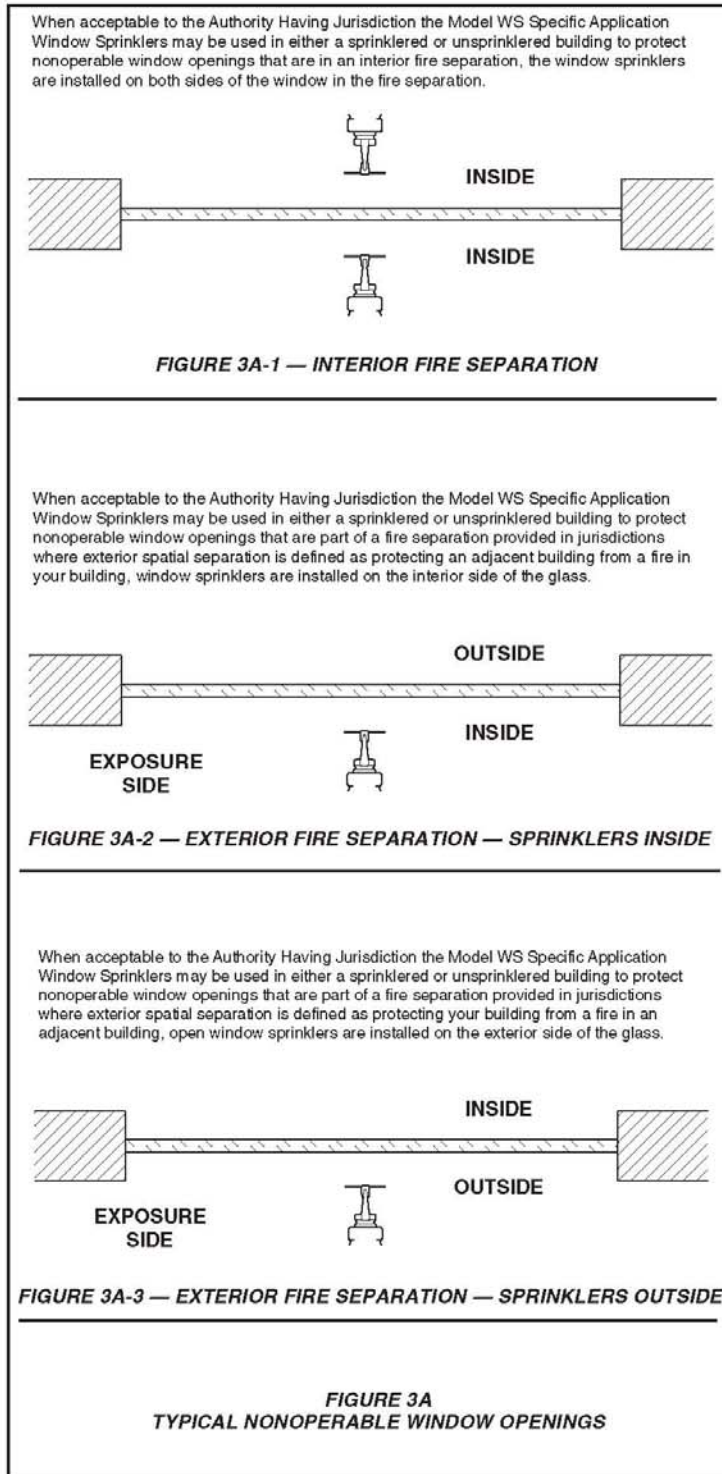 When acceptable to the Authority Having Jurisdiction the Model WS Specific Application
Window Sprinklers may be used in either a sprinklered or unsprinklered building to protect
nonoperable window openings that are in an interior fire separation, the window sprinklers
are installed on both sides of the window in the fire separation.
INSIDE
INSIDE
FIGURE 3A-1 — INTERIOR FIRE SEPARATION
When acceptable to the Authority Having Jurisdiction the Model WS Specific Application
Window Sprinklers may be used in either a sprinklered or unsprinklered building to protect
nonoperable window openings that are part of a fire separation provided in jurisdictions
where exterior spatial separation is defined as protecting an adjacent building from a fire in
your building, window sprinklers are installed on the interior side of the glass.
OUTSIDE
INSIDE
EXPOSURE
SIDE
FIGURE 3A-2 — EXTERIOR FIRE SEPARATION — SPRINKLERS INSIDE
When acceptable to the Authority Having Jurisdiction the Model WS Specific Application
Window Sprinklers may be used in either a sprinklered or unsprinklered building to protect
nonoperable window openings that are part of a fire separation provided in jurisdictions
where exterior spatial separation is defined as protecting your building from a fire in an
adjacent building, open window sprinklers are installed on the exterior side of the glass.
INSIDE
OUTSIDE
EXPOSURE
SIDE
FIGURE 3A-3 — EXTERIOR FIRE SEPARATION — SPRINKLERS OUTSIDE
FIGURE 3A
TYPICAL NONOPERABLE WINDOW OPENINGS